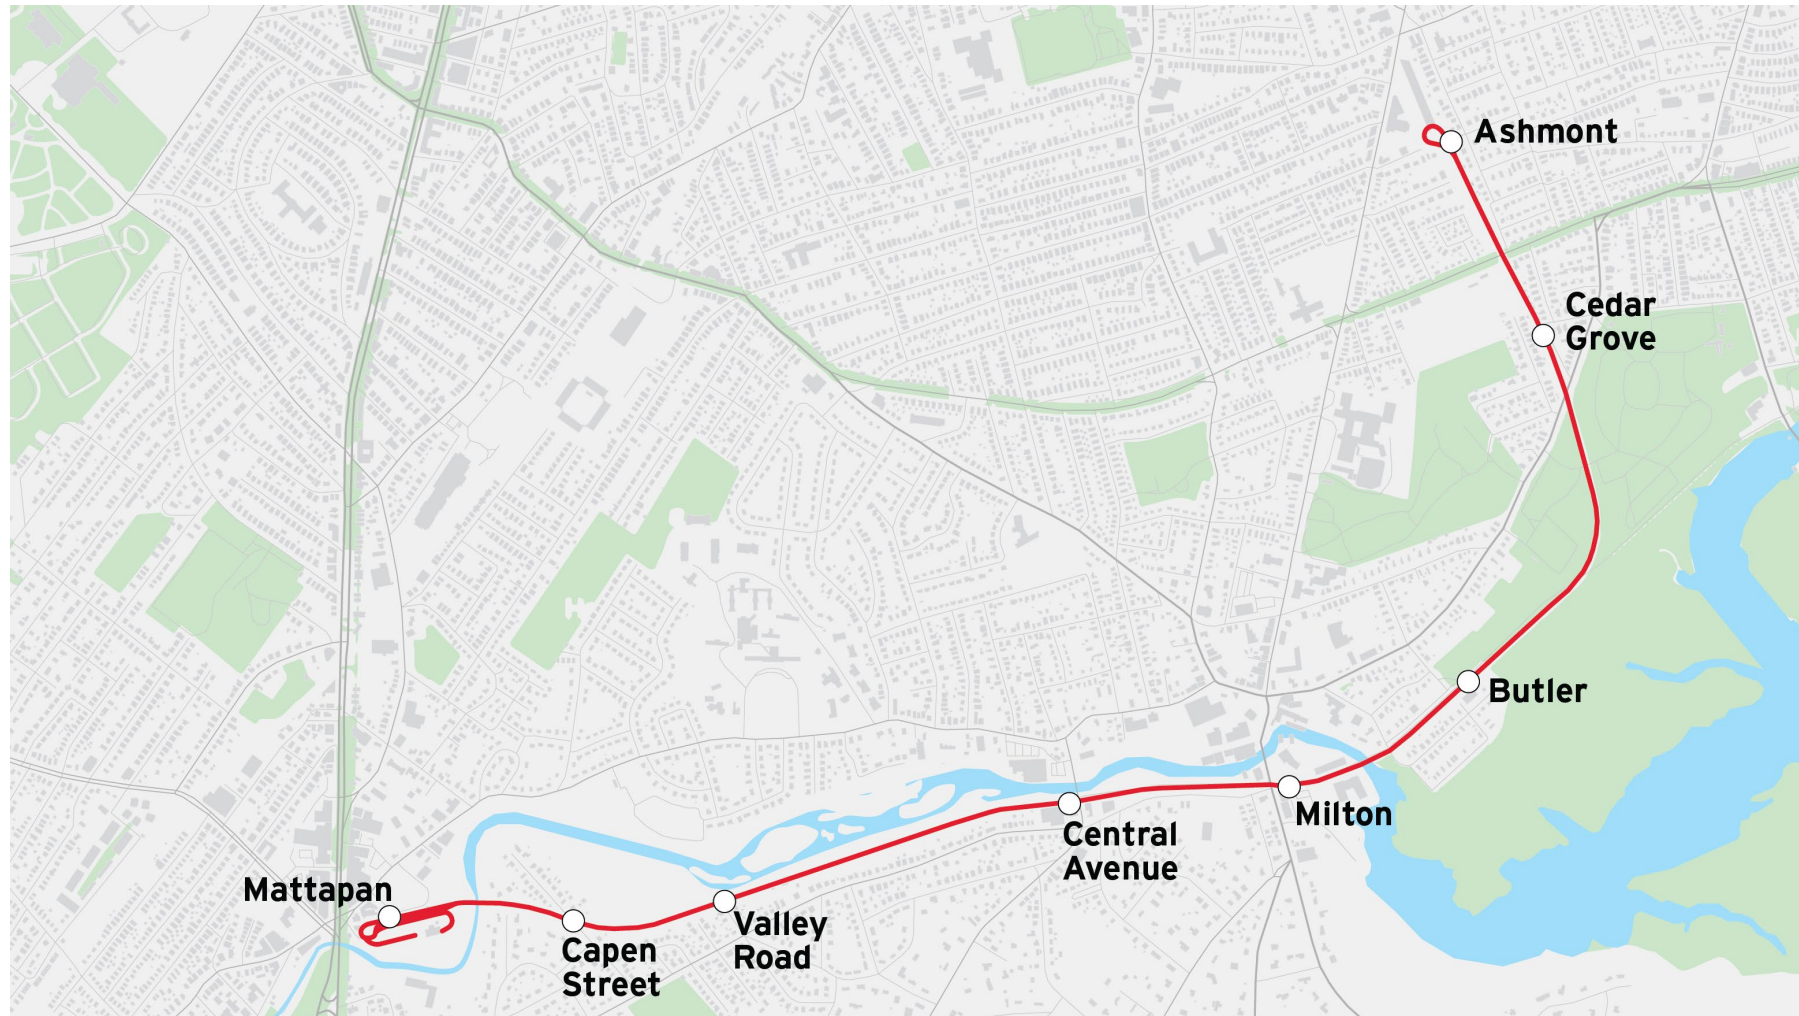 Ashmont
Cedar
Grove
Butler
Milton
Central
Avenue
Valley
Road
Capen
Street
Mattapan